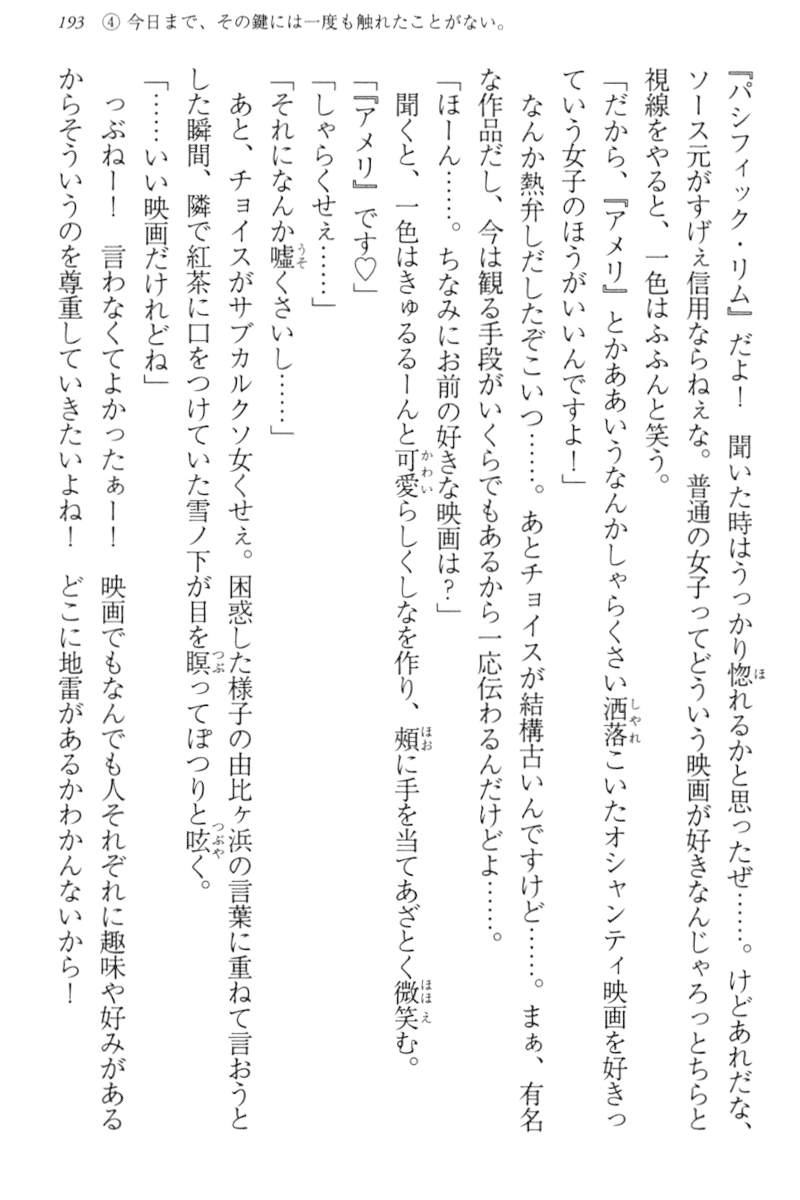 193　④ 今日まで、その鍵には一度も触れたことがない。
『パシフィック・リム』だよ！　聞いた時はうっかり惚れるかと思ったぜ……。けどあれだな、
ソース元がすげぇ信用ならねぇな。普通の女子ってどういう映画が好きなんじゃろっとちらと
視線をやると、一色はふふんと笑う。
「だから、『アメリ』とかああいうなんかしゃらくさい洒落こいたオシャンティ映画を好きっ
ていう女子のほうがいいんですよ！」
なんか熱弁しだしたぞこいつ……。あとチョイスが結構古いんですけど……。まぁ、有名
な作品だし、今は観る手段がいくらでもあるから一応伝わるんだけどよ……。
「ほーん……。ちなみにお前の好きな映画は？」
聞くと、一色はきゅるるーんと可愛らしくしなを作り、頬に手を当てあざとく微笑む。
「『アメリ』です♡」
「しゃらくせぇ……」
「それになんか嘘くさいし……」
あと、チョイスがサブカルクソ女くせぇ。困惑した様子の由比ヶ浜の言葉に重ねて言おうと
した瞬間、隣で紅茶に口をつけていた雪ノ下が目を瞑ってぽつりと呟く。
「……いい映画だけれどね」
っぶねー！　言わなくてよかったぁー！　映画でもなんでも人それぞれに趣味や好みがある
からそういうのを尊重していきたいよね！　どこに地雷があるかわかんないから！